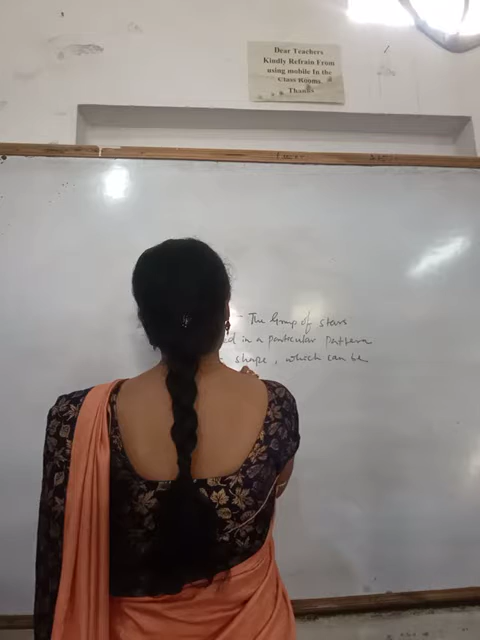 Dear Teachers
Kindly Refrain From
using mobile In the
Class Rooms
Thanks
- The Group of stars
ed in a particular pattern
shape, which can be